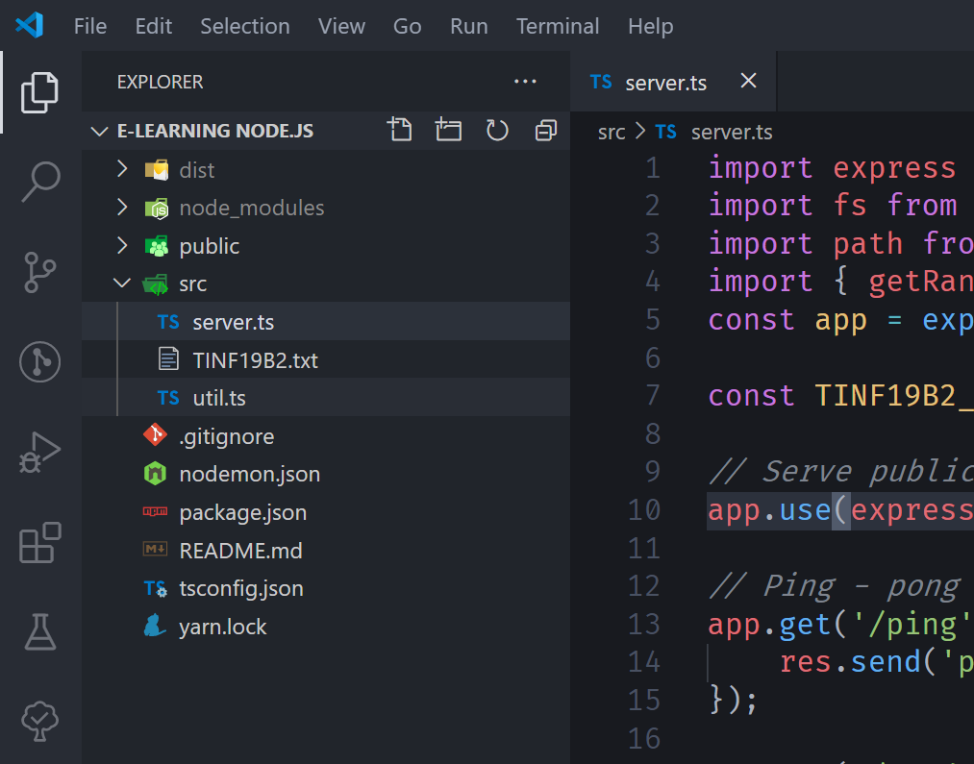 File Edit Selection View Go Run Terminal Help
EXPLORER ...
E-LEARNING NODE.JS
dist
node_modules
public
src
TS server.ts
TINF19B2.txt
TS util.ts
.gitignore
nodemon.json
package.json
README.md
tsconfig.json
yarn.lock
TS server.ts
src > TS server.ts
1 import express
2 import fs from
3 import path fro
4 import { getRan
5 const app = exp
6
7 const TINF19B2_
8
9 // Serve public
10 app.use(express
11
12 // Ping - pong
13 app.get('/ping'
14 res.send('p
15 });
16